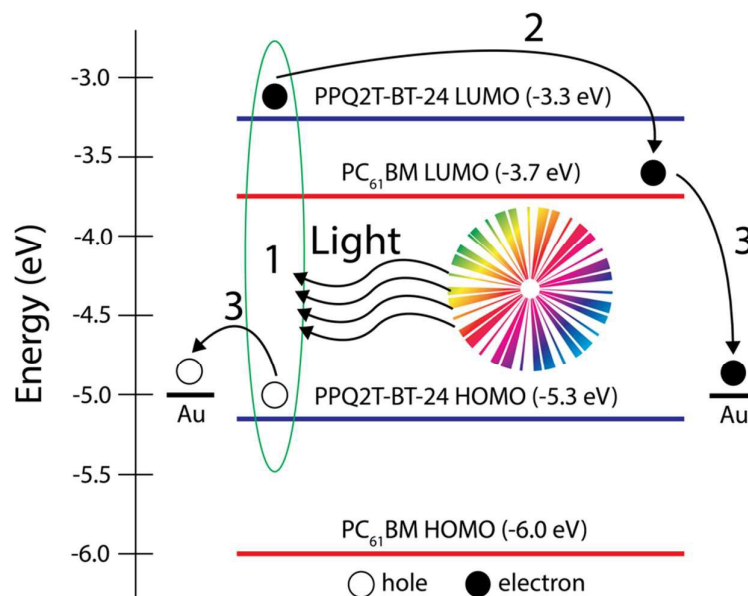 2
-3.0
PPQ2T-BT-24 LUMO (-3.3 eV)
-3.5
PC₆₁BM LUMO (-3.7 eV)
-4.0
1
Light
3
-4.5
3
Energy (eV)
-5.0
Au
PPQ2T-BT-24 HOMO (-5.3 eV)
Au
-5.5
PC₆₁BM HOMO (-6.0 eV)
-6.0
hole
electron